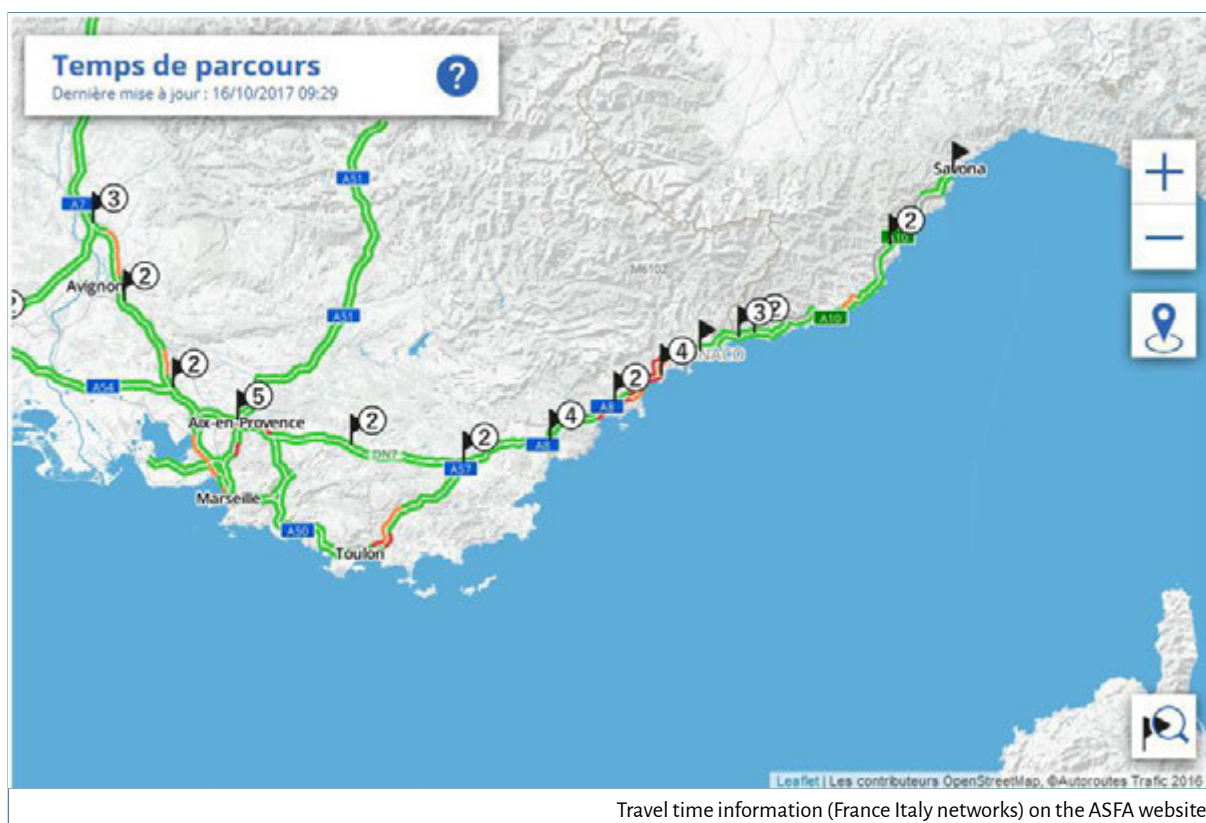 Temps de parcours
Dernière mise à jour : 16/10/2017 09:29
?
A51
Savona
+
3
A7
2
A10
−
M6102
2
Avignon
2
A51
3
2
A10
4
NACO
2
2
A54
5
A8
Aix-en-Provence
2
4
2
A8
DN7
A57
Marseille
A50
Toulon
Leaflet | Les contributeurs OpenStreetMap, ©Autoroutes Trafic 2016
Travel time information (France Italy networks) on the ASFA website